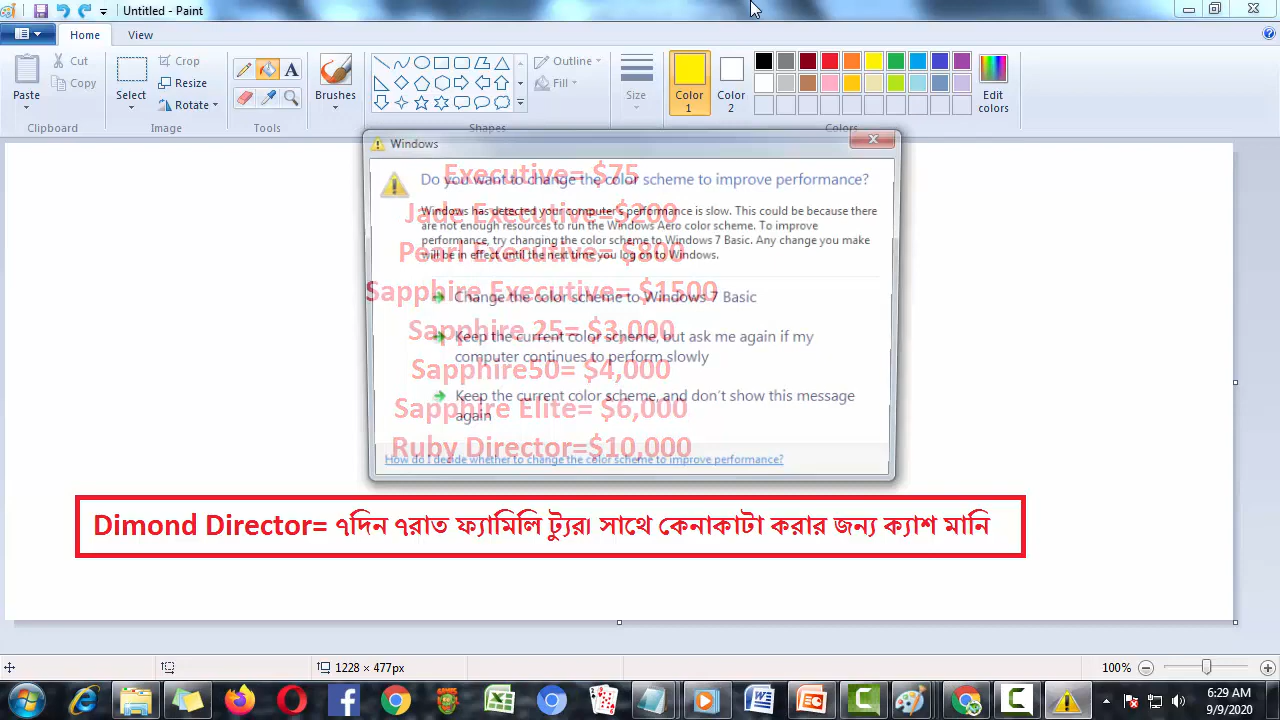 Untitled - Paint
Home View
Paste
Cut
Copy
Clipboard
Select
Crop
Resize
Rotate
Image
A
Tools
Brushes
Outline
Fill
Shapes
Size
Color
1
Color
2
Edit
colors
Colors
Windows
Do you want to change the color scheme to improve performance?
Windows has detected your computer's performance is slow. This could be because there
are not enough resources to run the Windows Aero color scheme. To improve
performance, try changing the color scheme to Windows 7 Basic. Any change you make
will be in effect until the next time you log on to Windows.
Change the color scheme to Windows 7 Basic
Keep the current color scheme, but ask me again if my
computer continues to perform slowly
Keep the current color scheme, and don't show this message
again
How do I decide whether to change the color scheme to improve performance?
Executive= $75
Jade Executive= $200
Pearl Executive= $800
Sapphire Executive= $1500
Sapphire 25= $3,000
Sapphire50= $4,000
Sapphire Elite= $6,000
Ruby Director=$10,000
Dimond Director= ৭দিন ৭রাত ফ্যামিলি ট্যুর৷ সাথে কেনাকাটা করার জন্য ক্যাশ মানি
1228 × 477px
100%
6:29 AM
9/9/2020